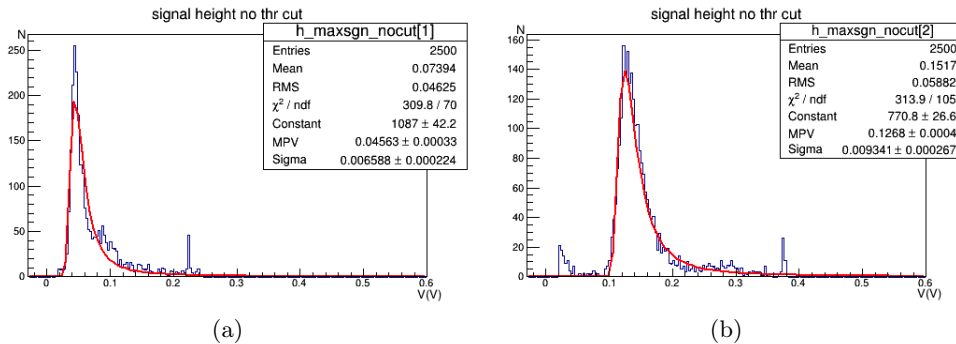 signal height no thr cut
N
h_maxsgn_nocut[1]
Entries 2500
Mean 0.07394
RMS 0.04625
χ² / ndf 309.8 / 70
Constant 1087 ± 42.2
MPV 0.04563 ± 0.00033
Sigma 0.006588 ± 0.000224
250
200
150
100
50
0
0 0.1 0.2 0.3 0.4 0.5 0.6
V(V)
(a)
signal height no thr cut
N
h_maxsgn_nocut[2]
Entries 2500
Mean 0.1517
RMS 0.05882
χ² / ndf 313.9 / 105
Constant 770.8 ± 26.6
MPV 0.1268 ± 0.0004
Sigma 0.009341 ± 0.000267
160
140
120
100
80
60
40
20
0
0 0.1 0.2 0.3 0.4 0.5 0.6
V(V)
(b)